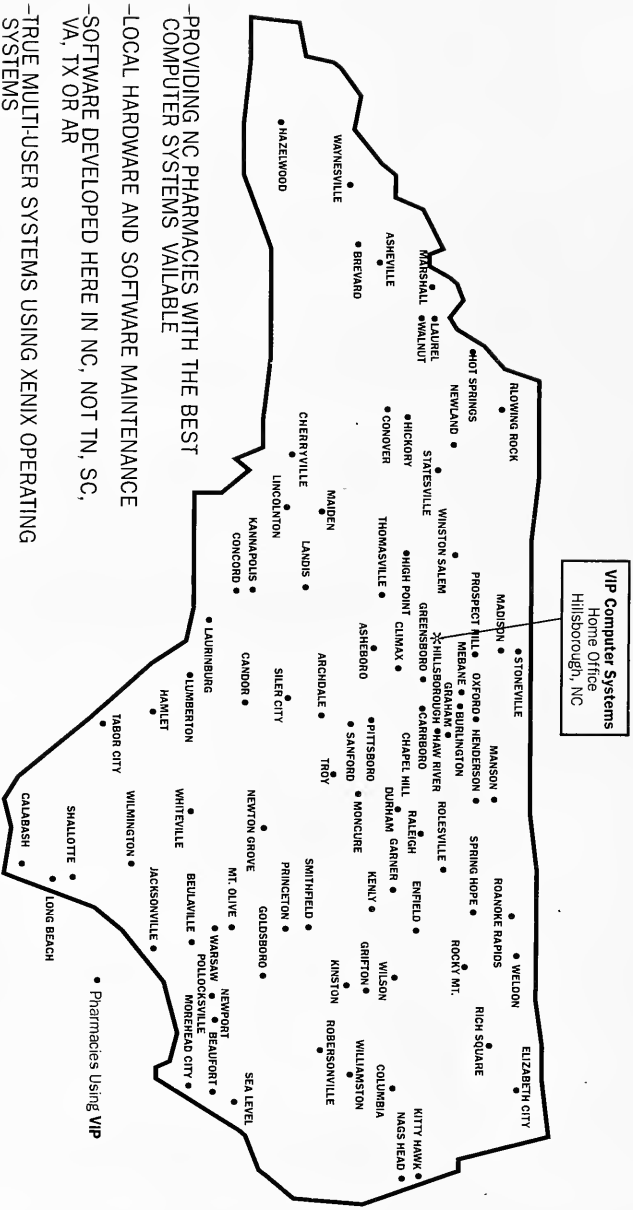 VIP Computer Systems
Home Office
Hillsborough, NC
STONEVILLE
MADISON
MANSON
ROANOKE RAPIDS
WELDON
ELIZABETH CITY
BLOWING ROCK
HOT SPRINGS
NEWLAND
STATESVILLE
WINSTON SALEM
PROSPECT HILL
OXFORD
HENDERSON
MEBANE
BURLINGTON
GRAHAM
HILLSBOROUGH
HAW RIVER
GREENSBORO
CARRBORO
ROLESVILLE
SPRING HOPE
ROCKY MT.
RICH SQUARE
LAUREL
WALNUT
MARSHALL
HICKORY
CONOVER
HIGH POINT
THOMASVILLE
CLIMAX
CHAPEL HILL
RALEIGH
DURHAM
GARNER
ENFIELD
WILSON
COLUMBIA
KITTY HAWK
NAGS HEAD
ASHEVILLE
BREVARD
WAYNESVILLE
HAZELWOOD
ASHEBORO
PITTSBORO
SANFORD
MONCURE
KENLY
GRIFTON
KINSTON
WILLIAMSTON
ROBERSONVILLE
MAIDEN
CHERRYVILLE
LINCOLNTON
LANDIS
ARCHDALE
TROY
SMITHFIELD
PRINCETON
SILER CITY
CANDOR
NEWTON GROVE
GOLDSBORO
KANNAPOLIS
CONCORD
MT. OLIVE
WARSAW
BEULAVILLE
POLLOCKSVILLE
NEWPORT
BEAUFORT
MOREHEAD CITY
SEA LEVEL
LAURINBURG
LUMBERTON
HAMLET
WHITEVILLE
JACKSONVILLE
TABOR CITY
WILMINGTON
SHALLOTTE
CALABASH
LONG BEACH
• Pharmacies Using VIP
-PROVIDING NC PHARMACIES WITH THE BEST
COMPUTER SYSTEMS VAILABLE
-LOCAL HARDWARE AND SOFTWARE MAINTENANCE
-SOFTWARE DEVELOPED HERE IN NC, NOT TN, SC,
VA, TX OR AR
-TRUE MULTI-USER SYSTEMS USING XENIX OPERATING
SYSTEMS